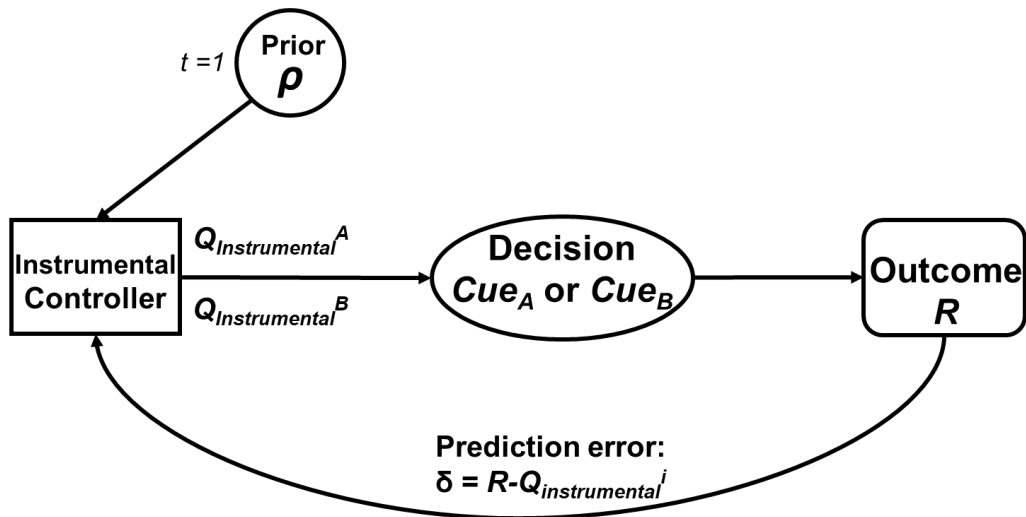 Prior
t =1
ρ
Q_Instrumental^A
Instrumental
Controller
Q_Instrumental^B
Decision
Cue_A or Cue_B
Outcome
R
Prediction error:
δ = R-Q_instrumental^i